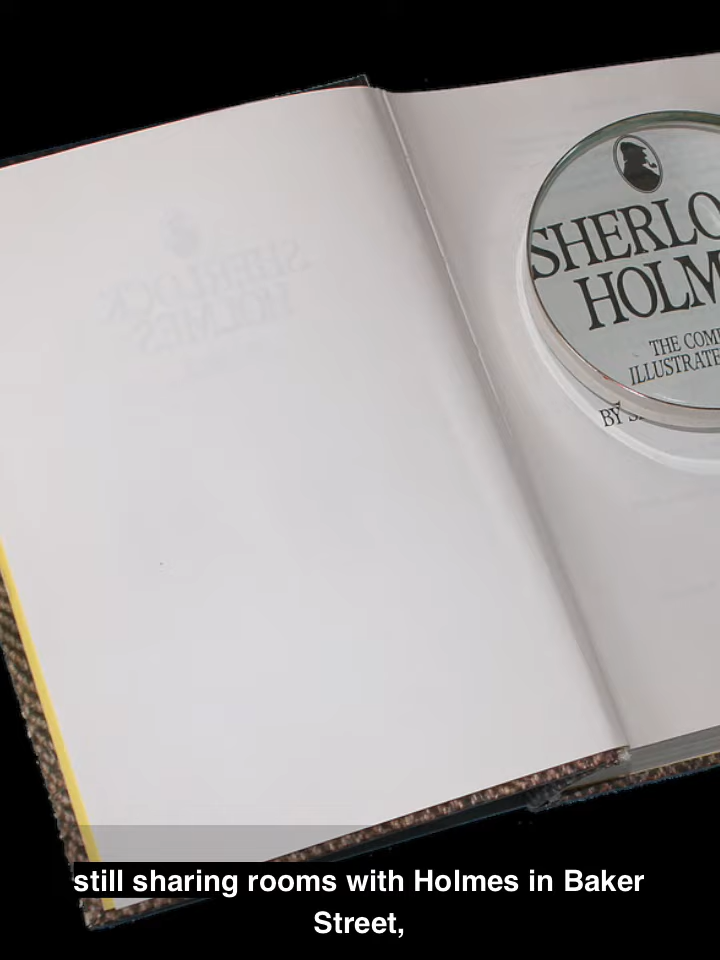 SHERLO
HOLM
THE COM
ILLUSTRATE
BY S
still sharing rooms with Holmes in Baker
Street,